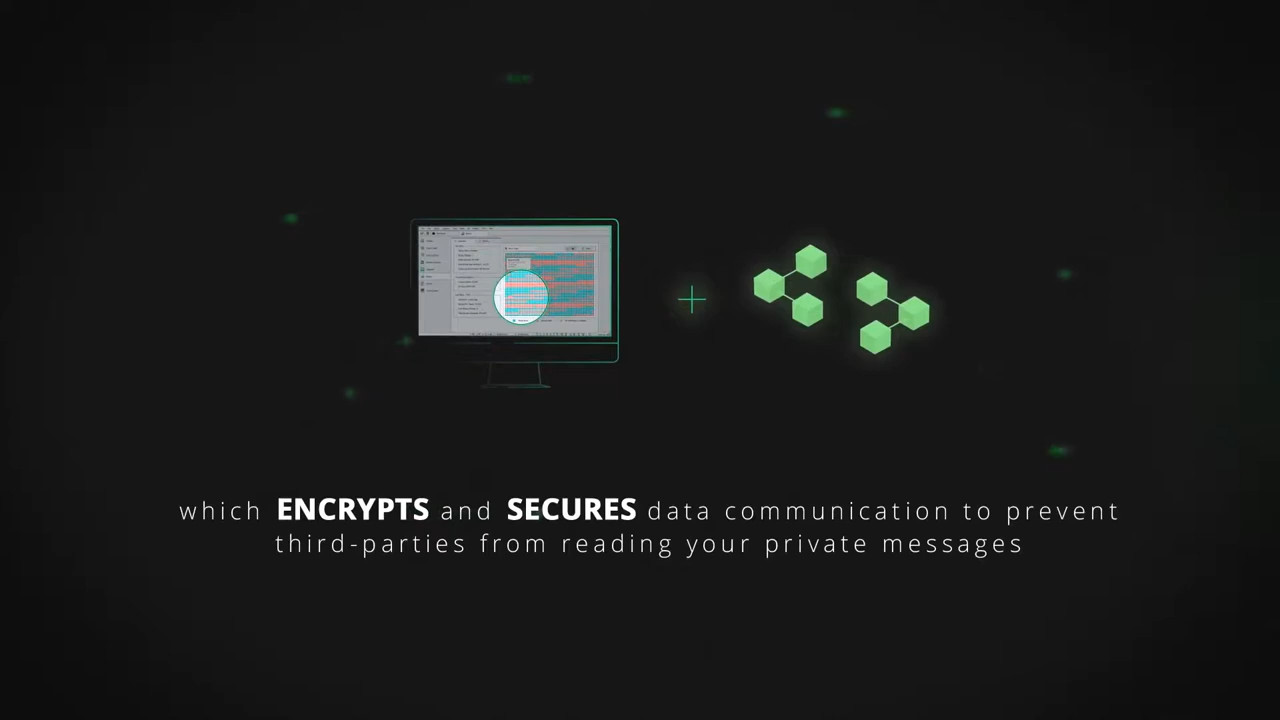 which ENCRYPTS and SECURES data communication to prevent
third-parties from reading your private messages